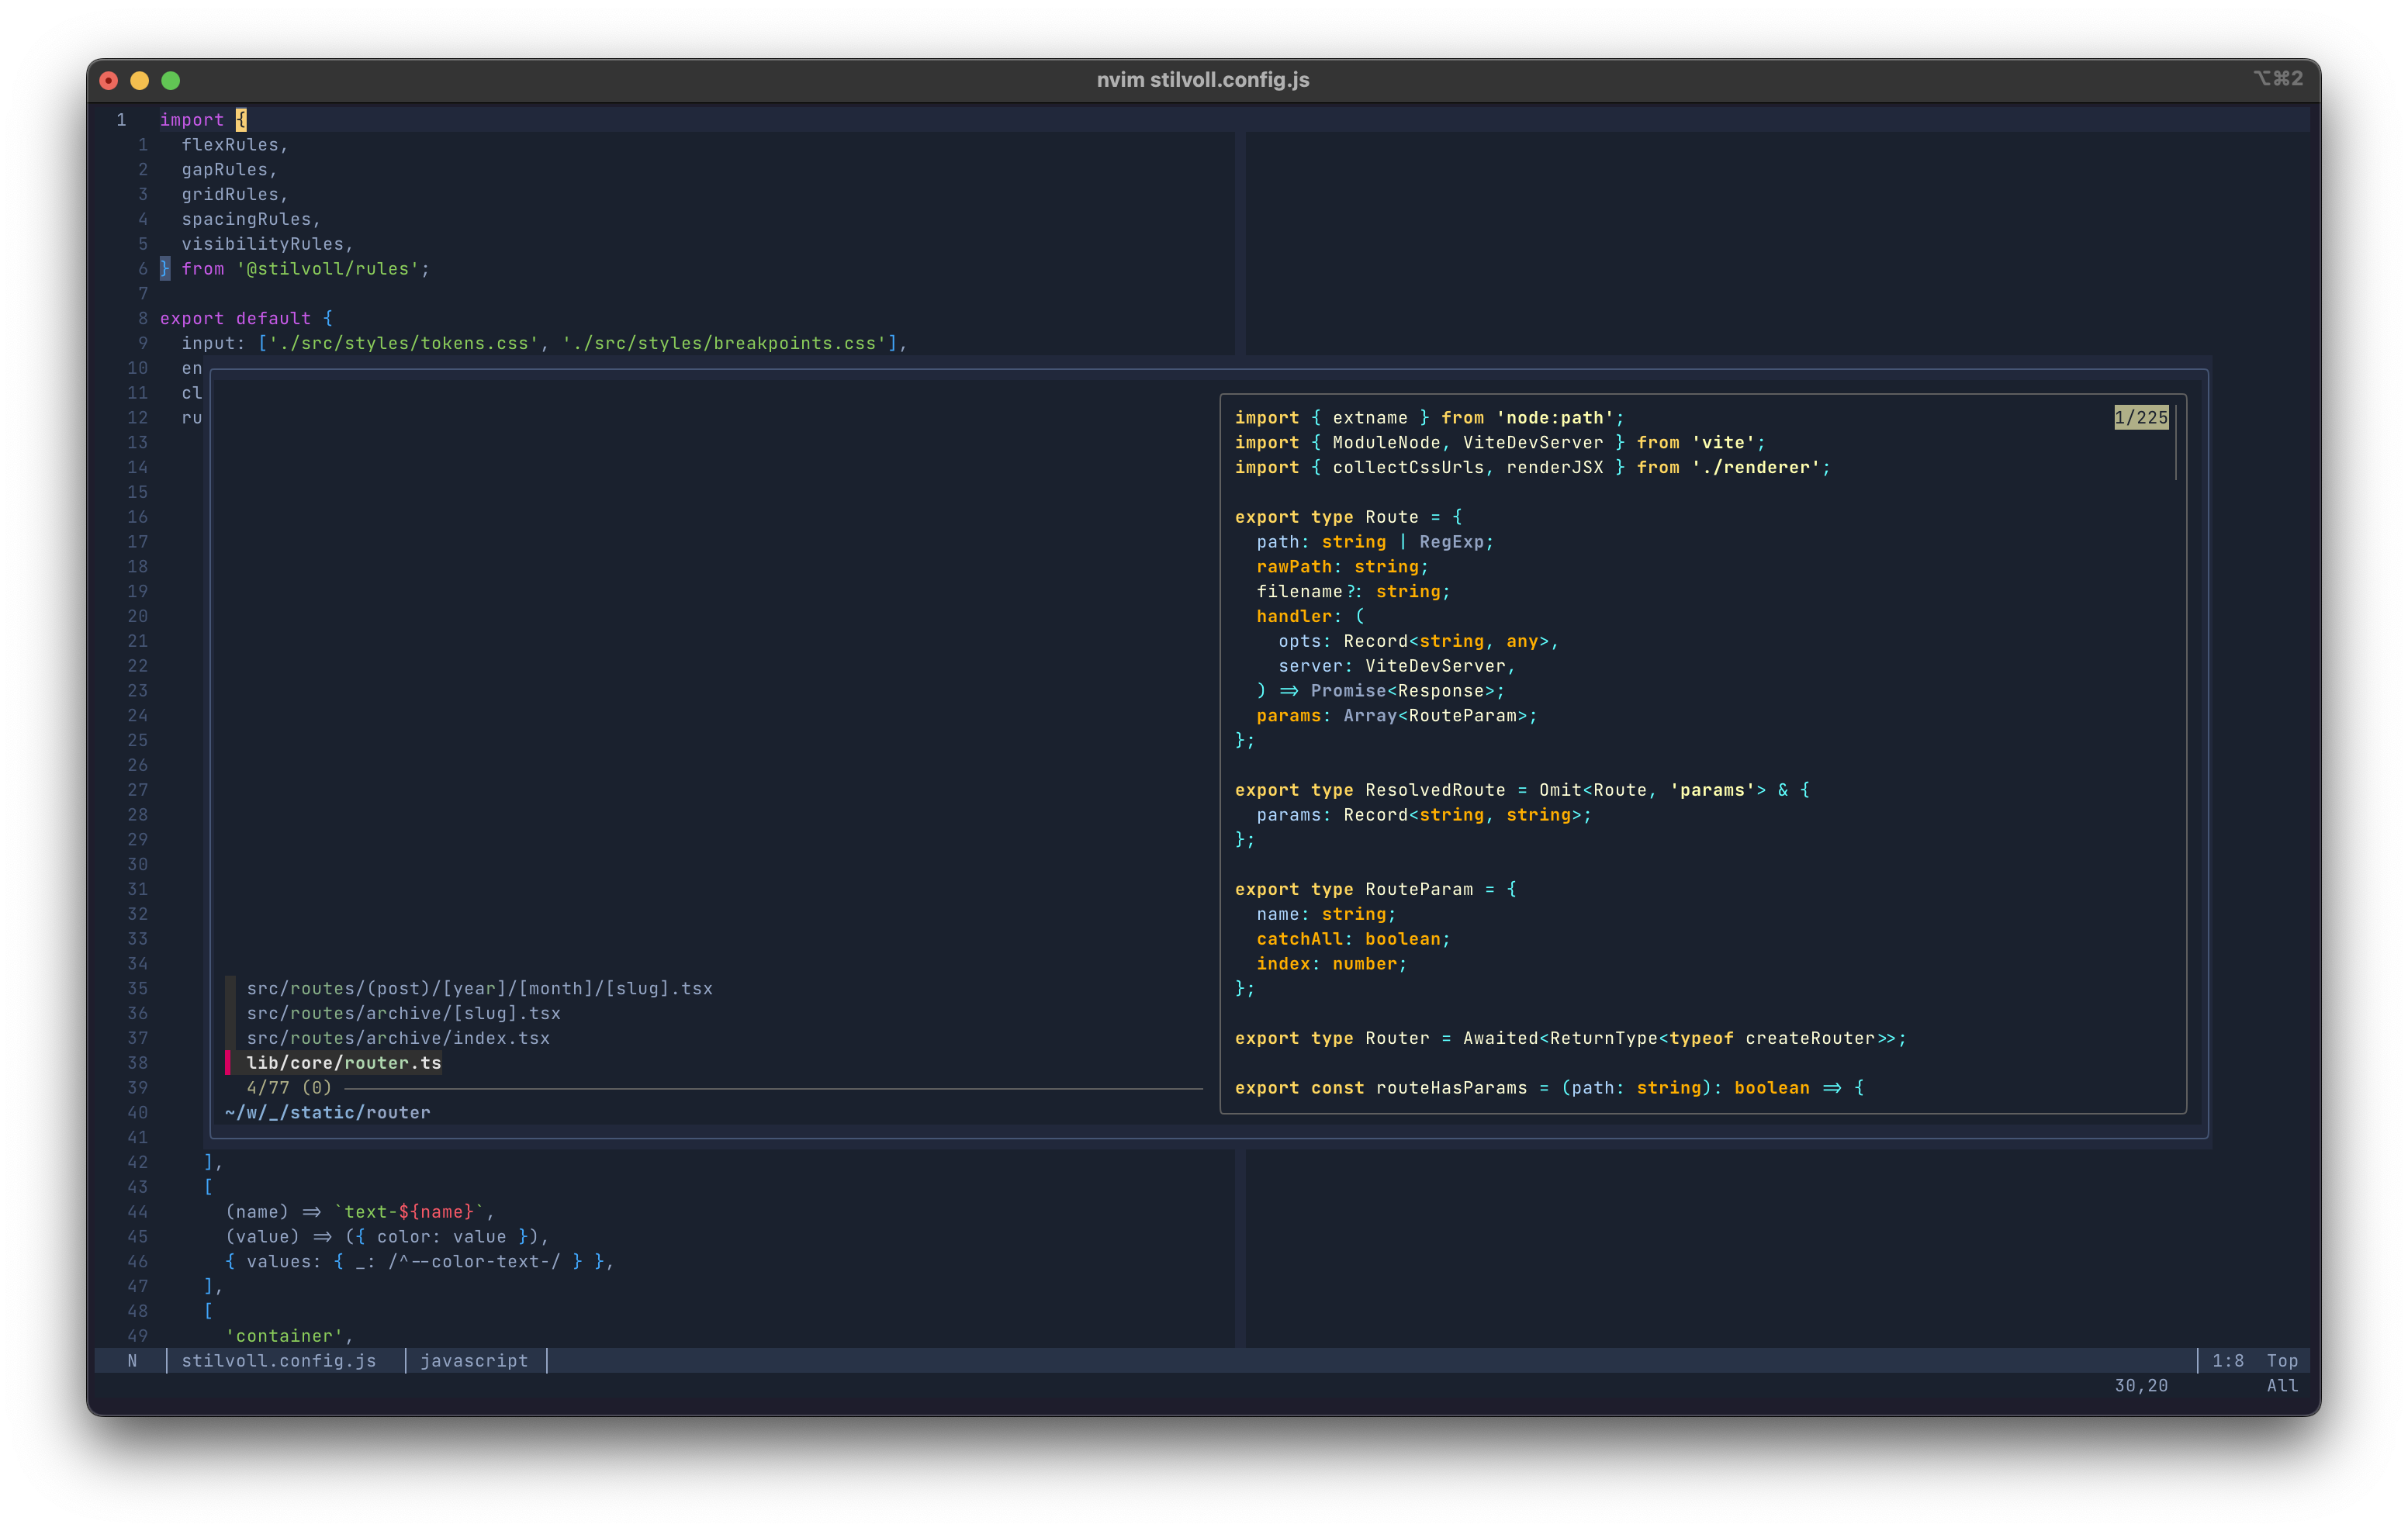 nvim stilvoll.config.js
⌥⌘2
1 import {
1 flexRules,
2 gapRules,
3 gridRules,
4 spacingRules,
5 visibilityRules,
6 } from '@stilvoll/rules';
7
8 export default {
9 input: ['./src/styles/tokens.css', './src/styles/breakpoints.css'],
10 en
11 cl
12 ru
13
14
15
16
17
18
19
20
21
22
23
24
25
26
27
28
29
30
31
32
33
34
35
36
37
38
39
40
41
src/routes/(post)/[year]/[month]/[slug].tsx
src/routes/archive/[slug].tsx
src/routes/archive/index.tsx
lib/core/router.ts
4/77 (0)
~/w/_/static/router
1/225
import { extname } from 'node:path';
import { ModuleNode, ViteDevServer } from 'vite';
import { collectCssUrls, renderJSX } from './renderer';
export type Route = {
path: string | RegExp;
rawPath: string;
filename?: string;
handler: (
opts: Record<string, any>,
server: ViteDevServer,
) => Promise<Response>;
params: Array<RouteParam>;
};
export type ResolvedRoute = Omit<Route, 'params'> & {
params: Record<string, string>;
};
export type RouteParam = {
name: string;
catchAll: boolean;
index: number;
};
export type Router = Awaited<ReturnType<typeof createRouter>>;
export const routeHasParams = (path: string): boolean => {
42 ],
43 [
44 (name) => `text-${name}`,
45 (value) => ({ color: value }),
46 { values: { _: /^--color-text-/ } },
47 ],
48 [
49 'container',
N stilvoll.config.js javascript 1:8 Top
30,20 All